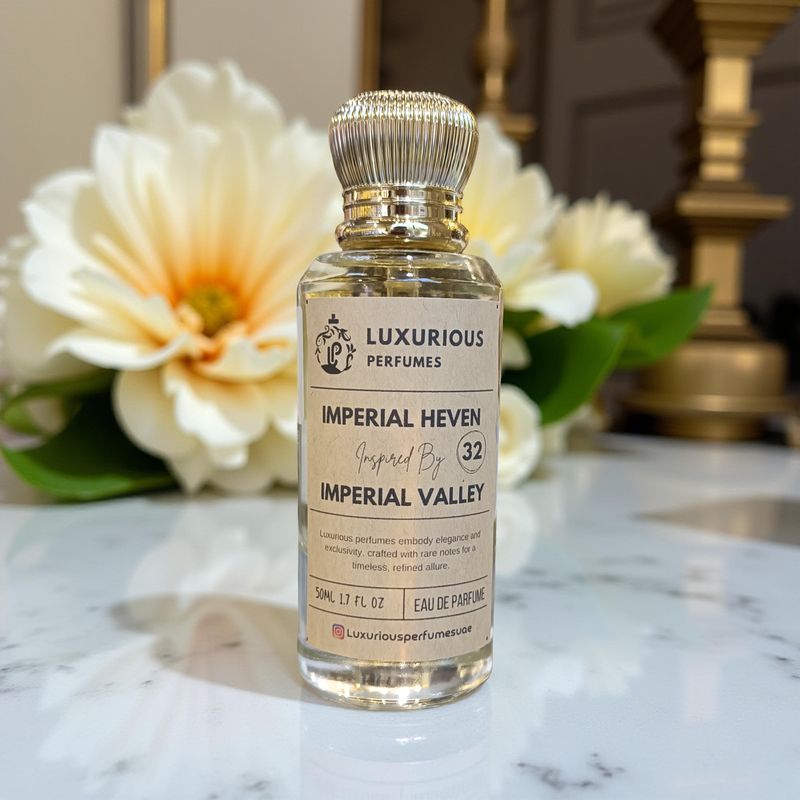 LP
LUXURIOUS
PERFUMES
IMPERIAL HEVEN
Inspired By 32
IMPERIAL VALLEY
Luxurious perfumes embody elegance and
exclusivity, crafted with rare notes for a
timeless, refined allure.
50ML 1.7 FL OZ EAU DE PARFUME
Luxuriousperfumesuae